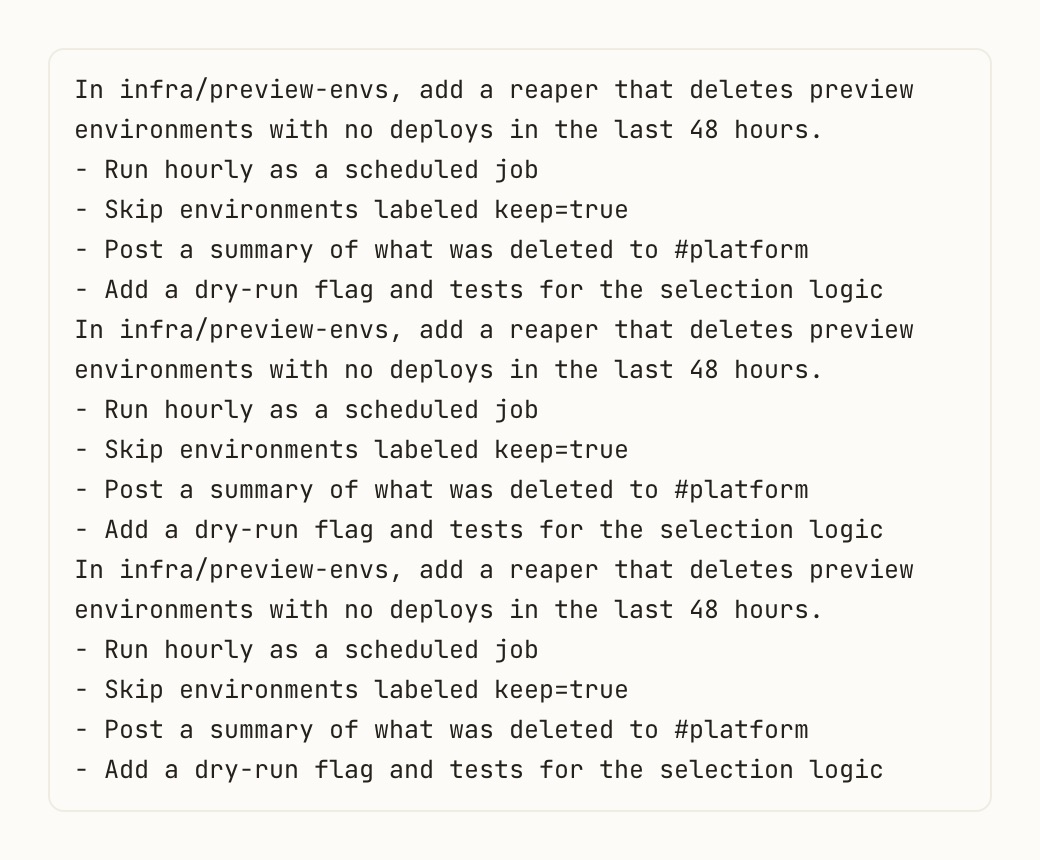 In infra/preview-envs, add a reaper that deletes preview
environments with no deploys in the last 48 hours.
- Run hourly as a scheduled job
- Skip environments labeled keep=true
- Post a summary of what was deleted to #platform
- Add a dry-run flag and tests for the selection logic
In infra/preview-envs, add a reaper that deletes preview
environments with no deploys in the last 48 hours.
- Run hourly as a scheduled job
- Skip environments labeled keep=true
- Post a summary of what was deleted to #platform
- Add a dry-run flag and tests for the selection logic
In infra/preview-envs, add a reaper that deletes preview
environments with no deploys in the last 48 hours.
- Run hourly as a scheduled job
- Skip environments labeled keep=true
- Post a summary of what was deleted to #platform
- Add a dry-run flag and tests for the selection logic